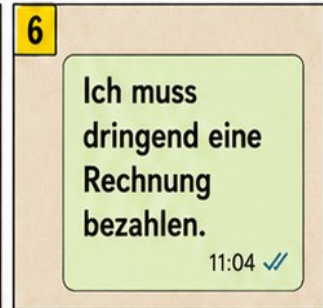 6
Ich muss
dringend eine
Rechnung
bezahlen.
11:04